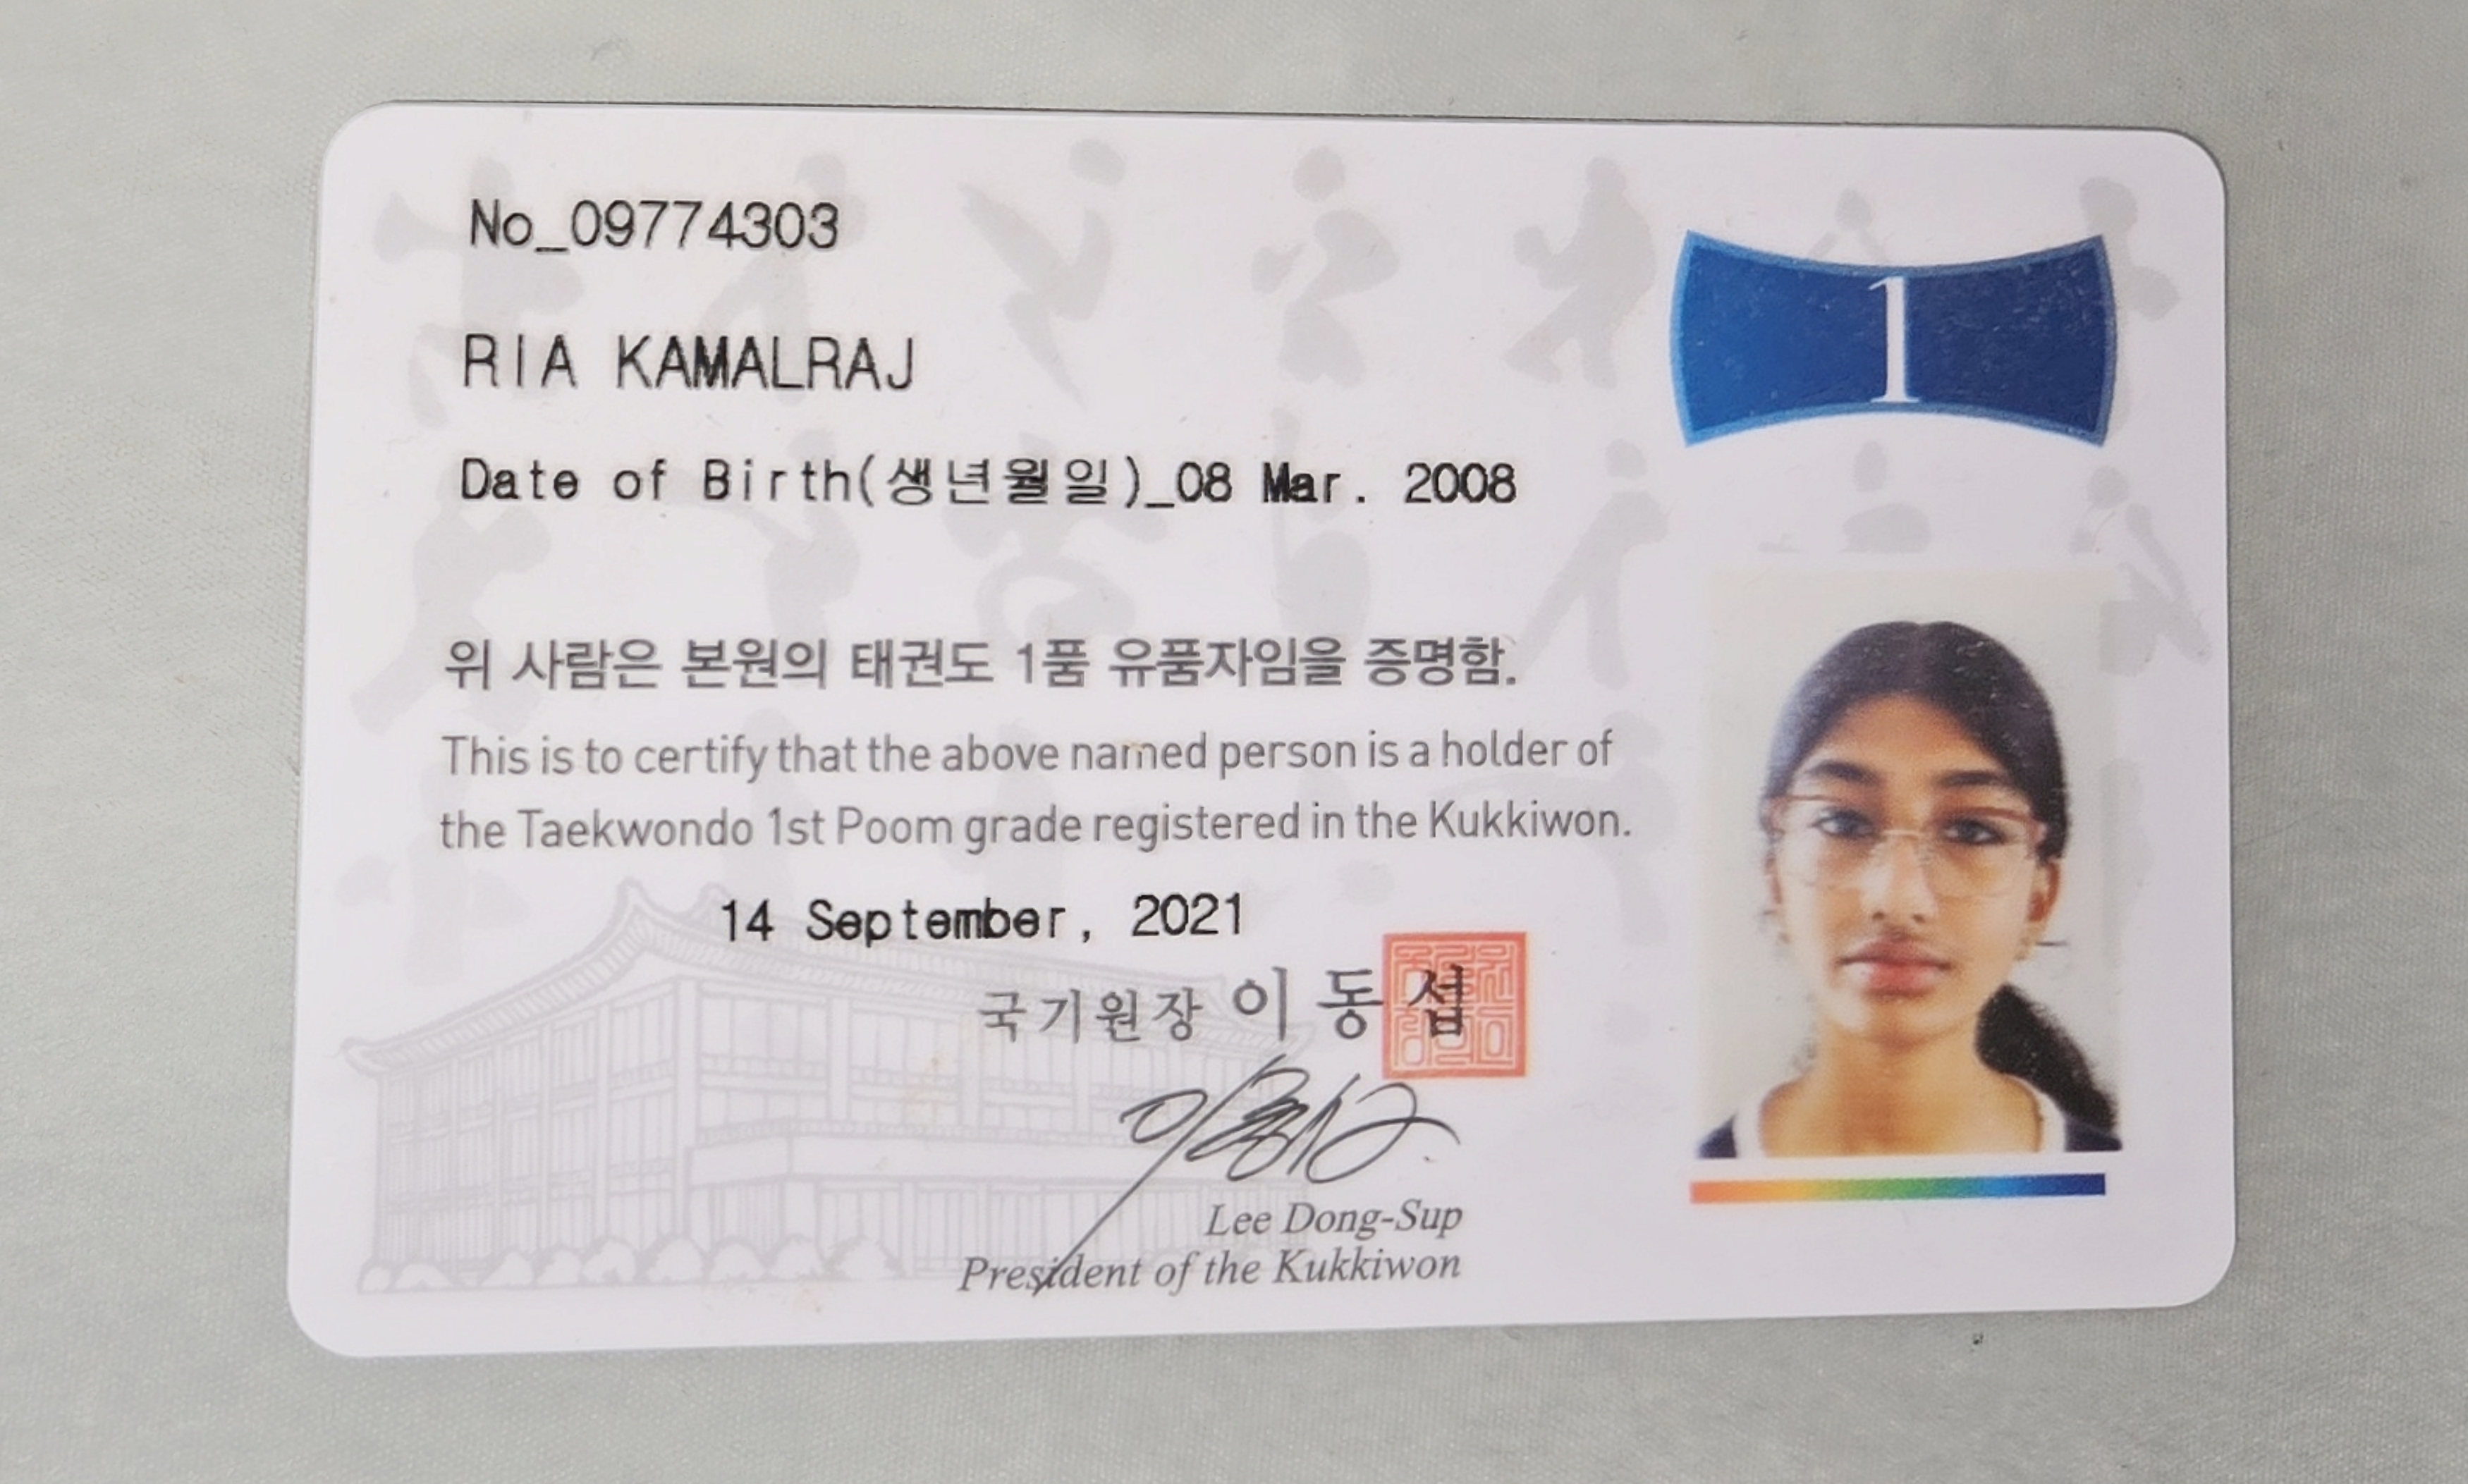 No_09774303
1
RIA KAMALRAJ
Date of Birth(생년월일)_08 Mar. 2008
위 사람은 본원의 태권도 1품 유품자임을 증명함.
This is to certify that the above named person is a holder of
the Taekwondo 1st Poom grade registered in the Kukkiwon.
14 September, 2021
국기원장 이동섭
Lee Dong-Sup
President of the Kukkiwon